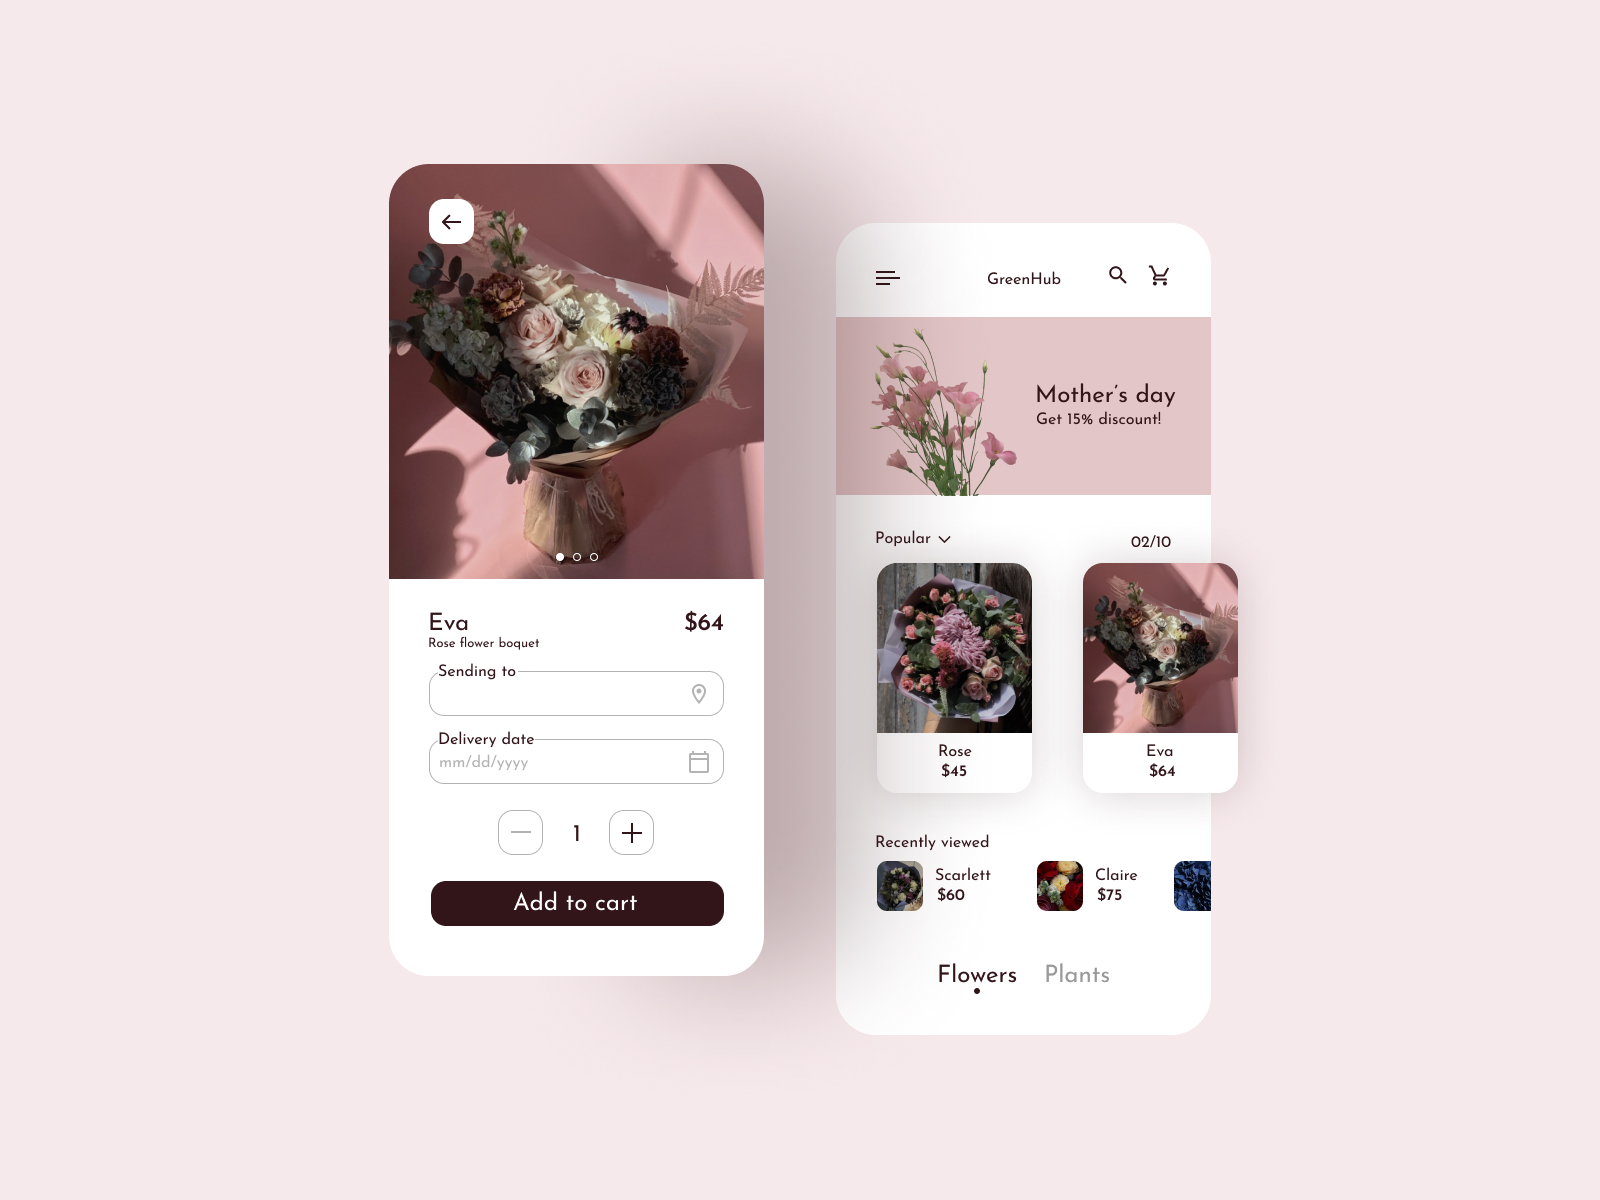 Eva
$64
Rose flower boquet
Sending to
Delivery date
mm/dd/yyyy
1
Add to cart
GreenHub
Mother's day
Get 15% discount!
Popular
02/10
Rose
$45
Eva
$64
Recently viewed
Scarlett
$60
Claire
$75
Flowers
Plants